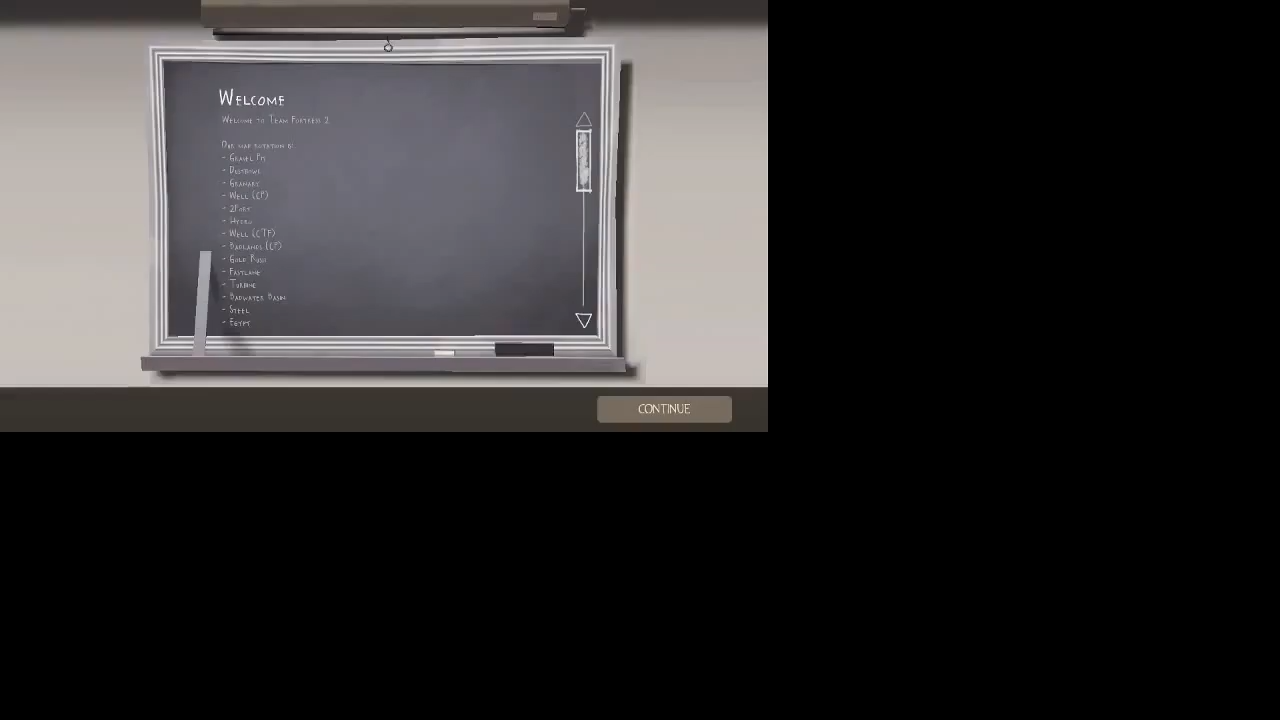 WELCOME
WELCOME TO TEAM FORTRESS 2
OUR MAP ROTATION IS:
- GRAVEL PIT
- DUSTBOWL
- GRANARY
- WELL (CP)
- 2FORT
- HYDRO
- WELL (CTF)
- BADLANDS (CP)
- GOLD RUSH
- FASTLANE
- TURBINE
- BADWATER BASIN
- STEEL
- EGYPT
CONTINUE